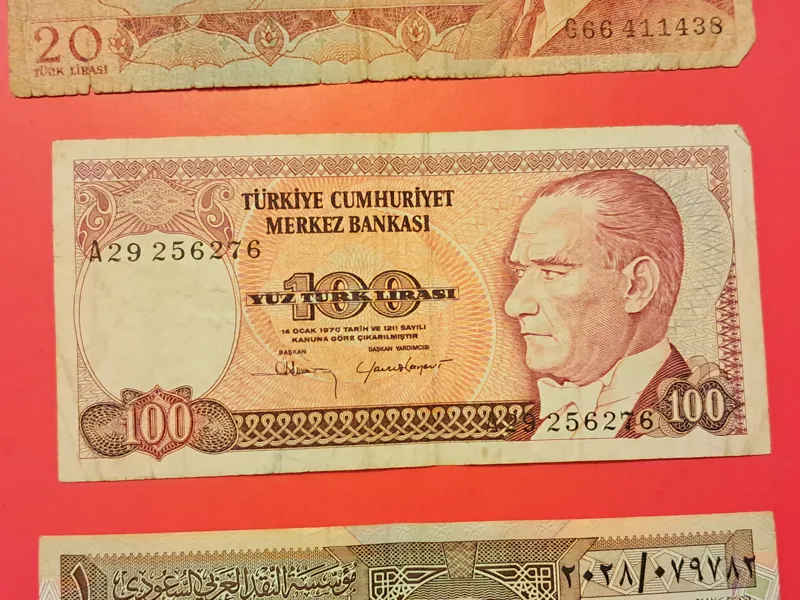 20
TÜRK LİRASI
G66 411438
TÜRKİYE CUMHURİYET
MERKEZ BANKASI
A29 256276
100
YÜZ TÜRK LİRASI
14 OCAK 1970 TARİH VE 1211 SAYILI
KANUNA GÖRE ÇIKARILMIŞTIR
BAŞKAN BAŞKAN YARDIMCISI
A29 256276
100 100
١
مؤسسة النقد العربي السعودي
٢٠٢٨/٠٧٩٧٨٢